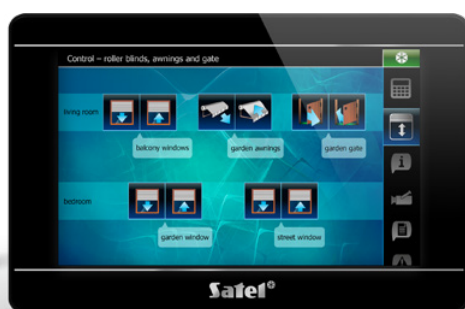 Control – roller blinds, awnings and gate
living room
balcony windows
garden awnings
garden gate
bedroom
garden window
street window
Satel